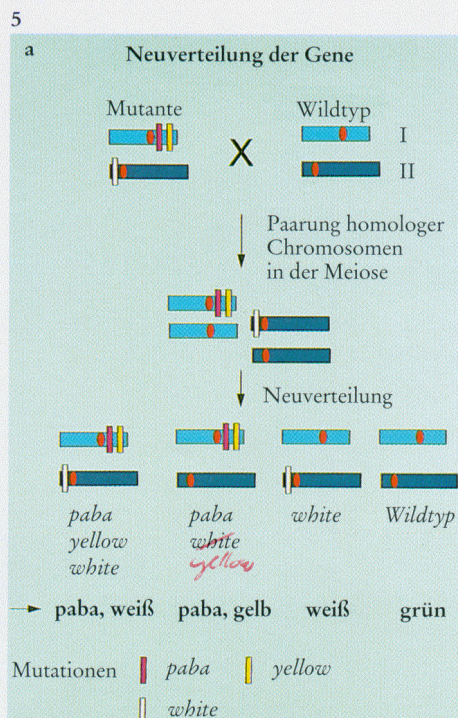 5
a Neuverteilung der Gene
Mutante Wildtyp
X I
II
Paarung homologer
Chromosomen
in der Meiose
Neuverteilung
paba paba white Wildtyp
yellow white
white yellow
paba, weiß paba, gelb weiß grün
Mutationen paba yellow
white